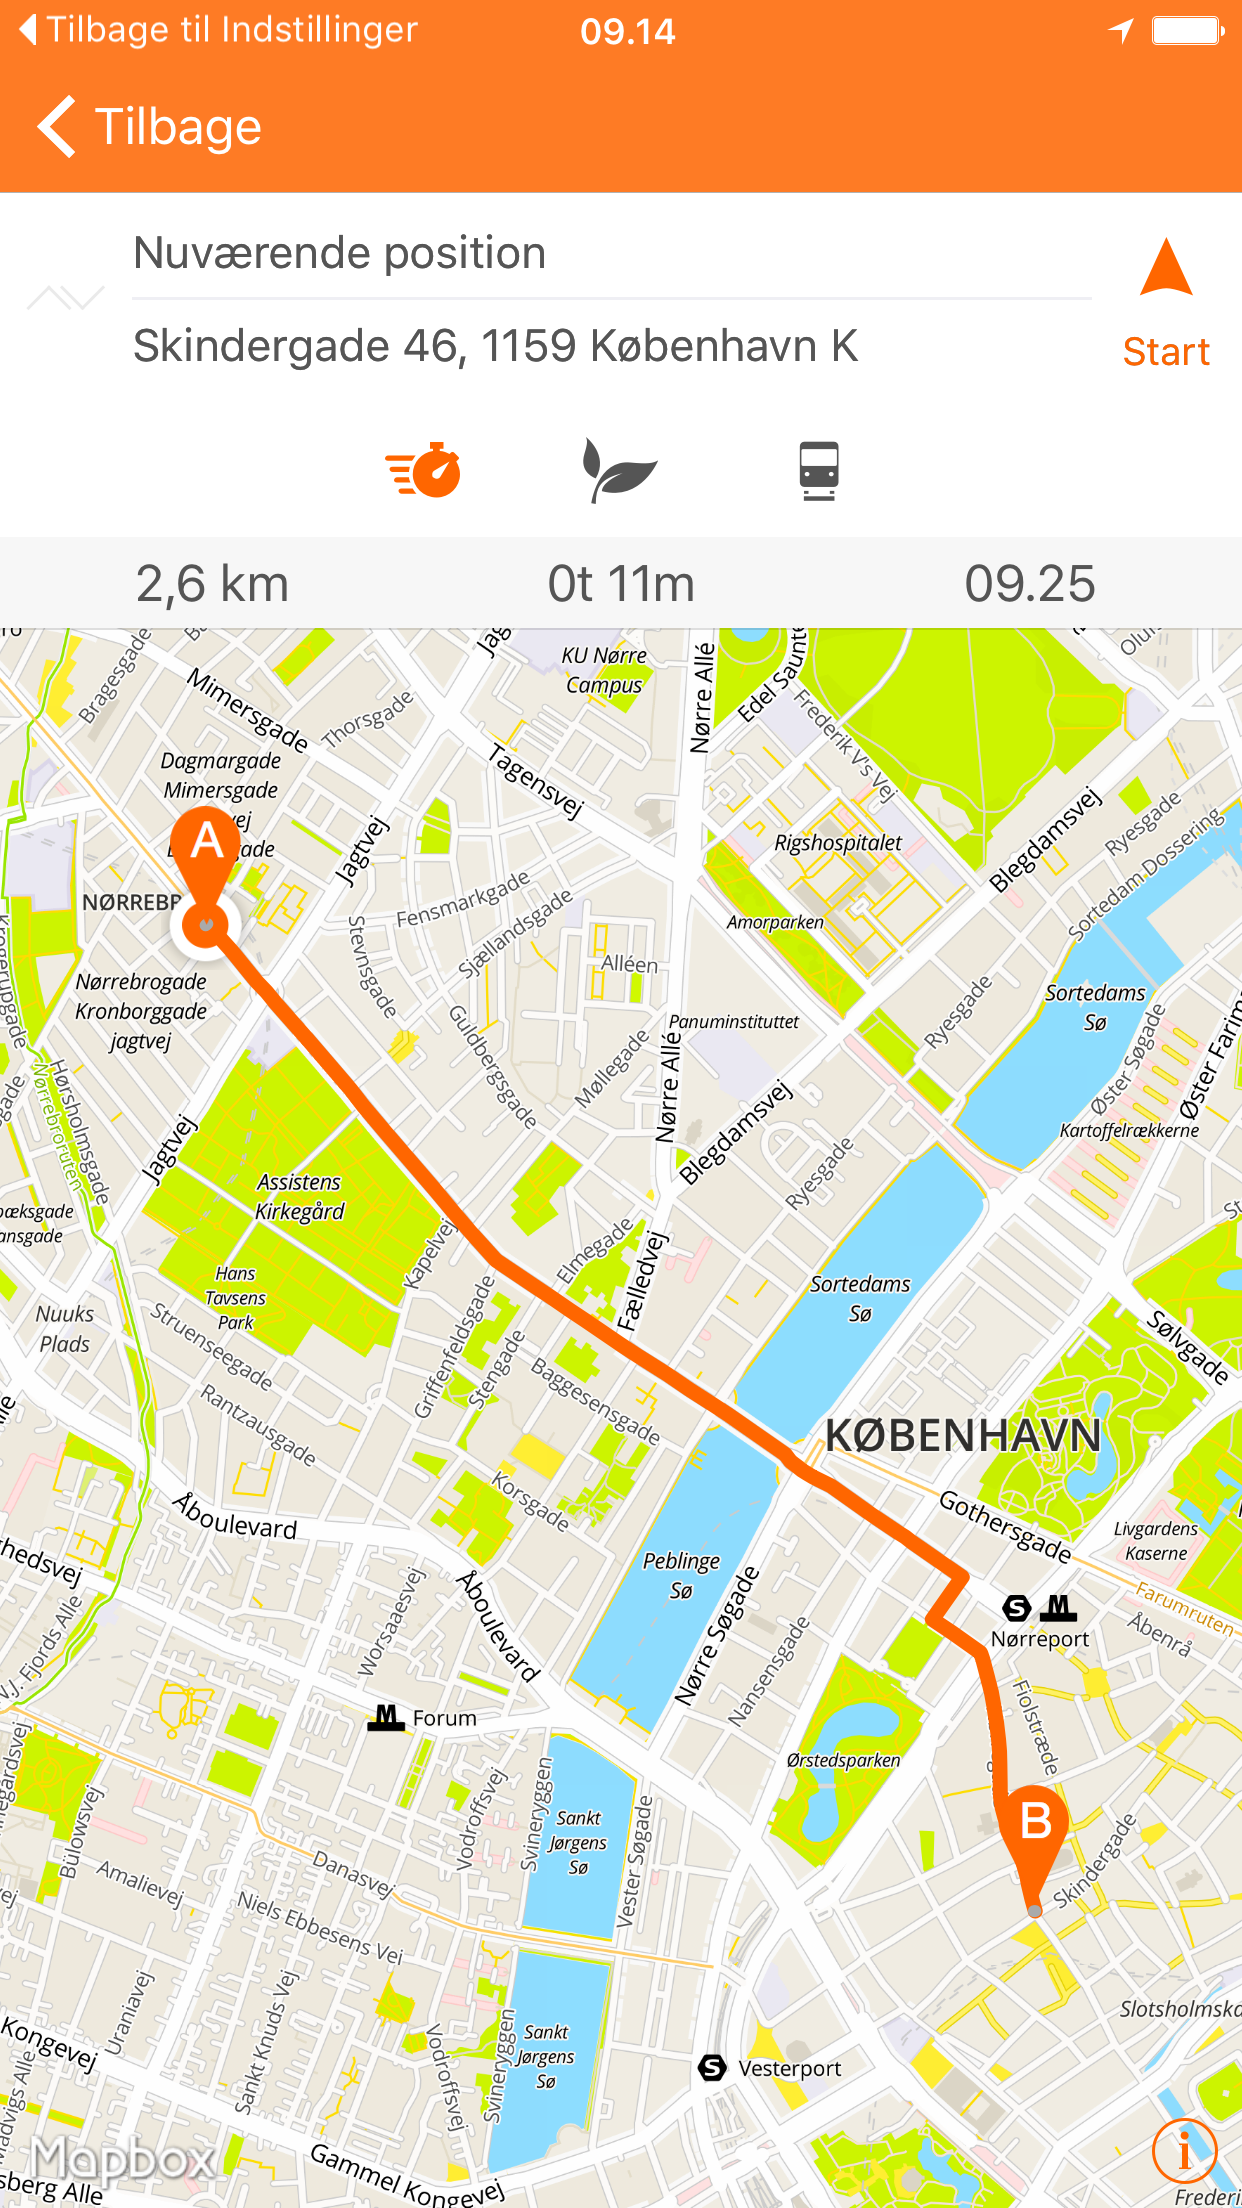 Tilbage til Indstillinger
09.14
Tilbage
Nuværende position
Skindergade 46, 1159 København K
Start
2,6 km
0t 11m
09.25
Bragesgade
Mimersgade
Thorsgade
KU Nørre
Campus
Nørre Allé
Edel Saunte
Frederik V's Vej
Tagensvej
Dagmargade
Mimersgade
A
Jagtvej
Rigshospitalet
Blegdamsvej
Ryesgade
Sortedam Dossering
Fensmarkgade
Sjællandsgade
Stevnsgade
Amorparken
Alléen
Nørrebrogade
Kronborggade
jagtvej
Sortedams
Sø
Ryesgade
Panuminstituttet
Guldbergsgade
Møllegade
Nørre Allé
Blegdamsvej
Øster Søgade
Øster Farim
Kartoffelrækkerne
Hørsholmsgade
Nørrebroruten
Jagtvej
Assistens
Kirkegård
Ryesgade
Hans
Tavsens
Park
Kapelvej
Elmegade
Fælledvej
Sortedams
Sø
Nuuks
Plads
Struenseegade
Griffenfeldsgade
Stengade
Baggesensgade
Sølvgade
Rantzausgade
KØBENHAVN
Korsgade
Åboulevard
Gothersgade
Livgardens
Kaserne
Peblinge
Sø
Åboulevard
Nørre Søgade
S
M
Nørreport
Farumruten
Åbenrå
Worsaaesvej
N.J. Fjords Alle
Nansensgade
Fiolstræde
M
Forum
Ørstedsparken
Bülowsvej
Vodroffsvej
Svineryggen
Sankt
Jørgens
Sø
Vester Søgade
B
Skindergade
Danasvej
Amalievej
Niels Ebbesens Vej
Uraniavej
Sankt Knuds Vej
Vodroffsvej
Svineryggen
Sankt
Jørgens
Sø
Slotsholmska
Kongevej
S
Vesterport
Mapbox
Gammel Kongevej
sberg Alle
i
Frederi